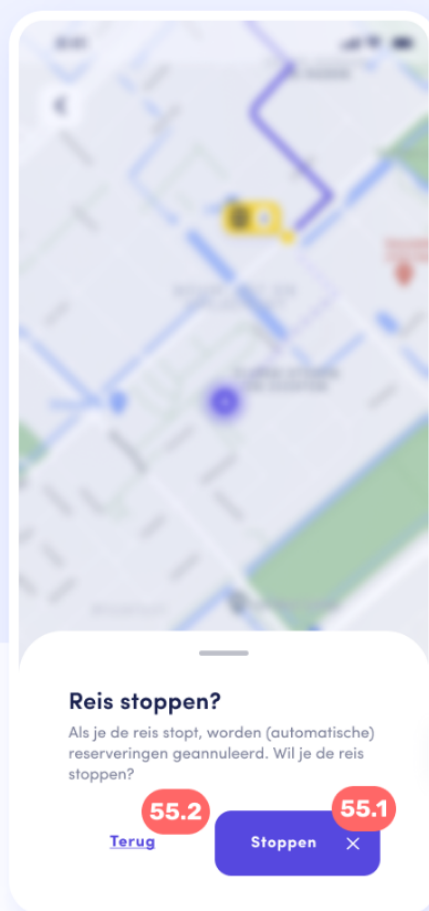 Reis stoppen?
Als je de reis stopt, worden (automatische)
reserveringen geannuleerd. Wil je de reis
stoppen?
55.2
55.1
Terug
Stoppen